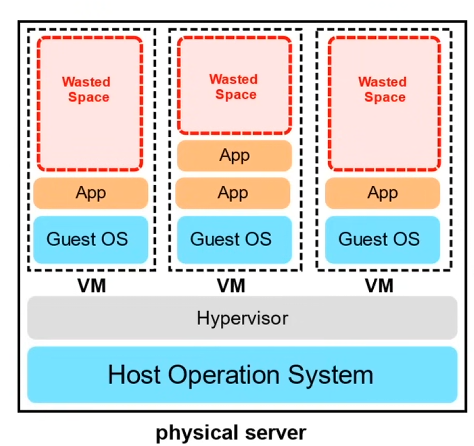 Wasted
Space
Wasted
Space
Wasted
Space
App
App
App
App
Guest OS
Guest OS
Guest OS
VM
VM
VM
Hypervisor
Host Operation System
physical server